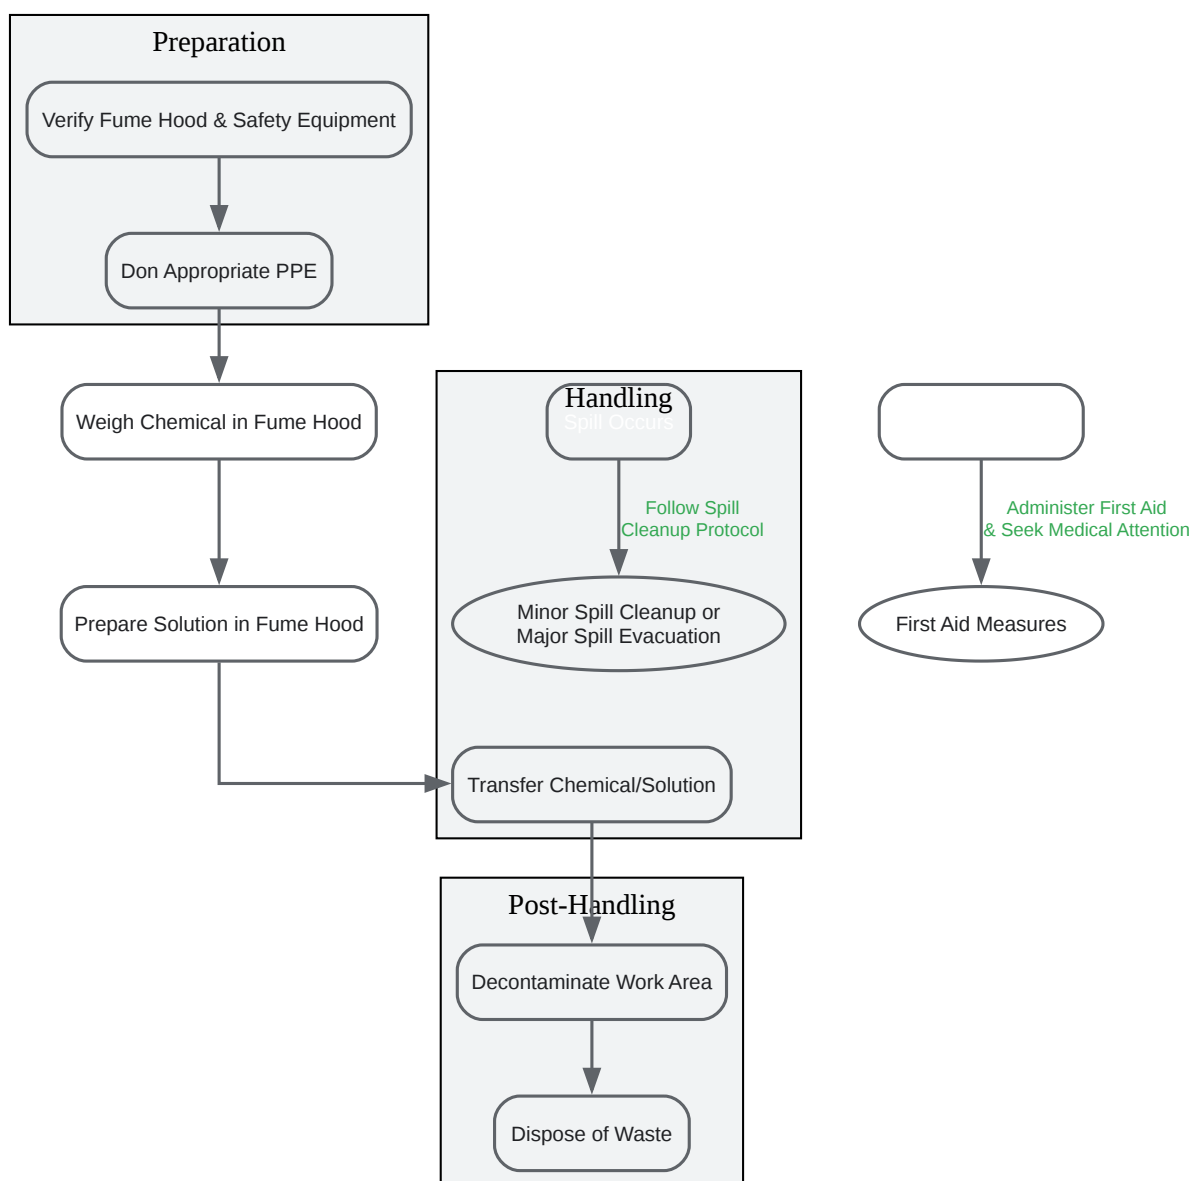 Preparation
Verify Fume Hood & Safety Equipment
Don Appropriate PPE
Weigh Chemical in Fume Hood
Handling
Spill Occurs
Follow Spill
Cleanup Protocol
Administer First Aid
& Seek Medical Attention
Prepare Solution in Fume Hood
Minor Spill Cleanup or
Major Spill Evacuation
First Aid Measures
Transfer Chemical/Solution
Post-Handling
Decontaminate Work Area
Dispose of Waste